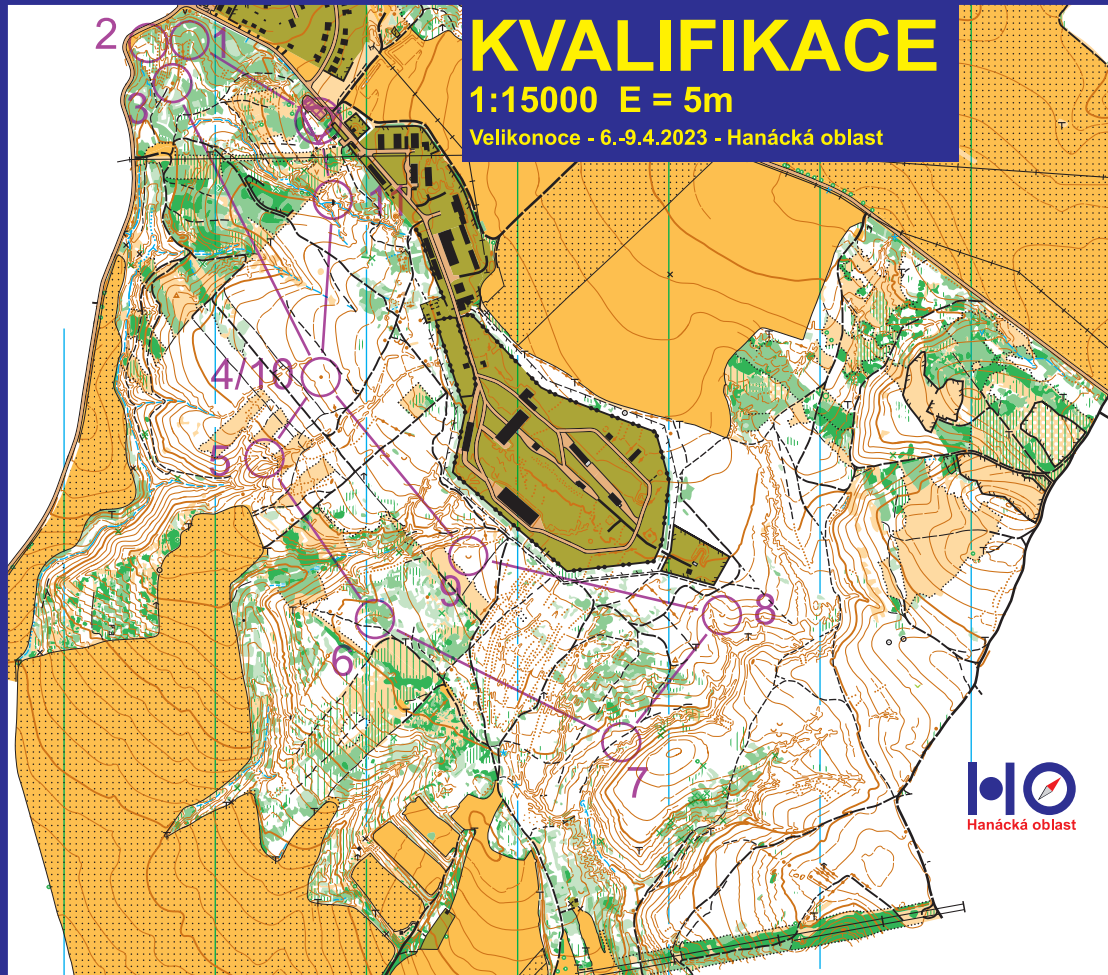 KVALIFIKACE
1:15000 E = 5m
Velikonoce - 6.-9.4.2023 - Hanácká oblast
2
1
3
11
4/10
5
9
8
6
7
HO
Hanácká oblast